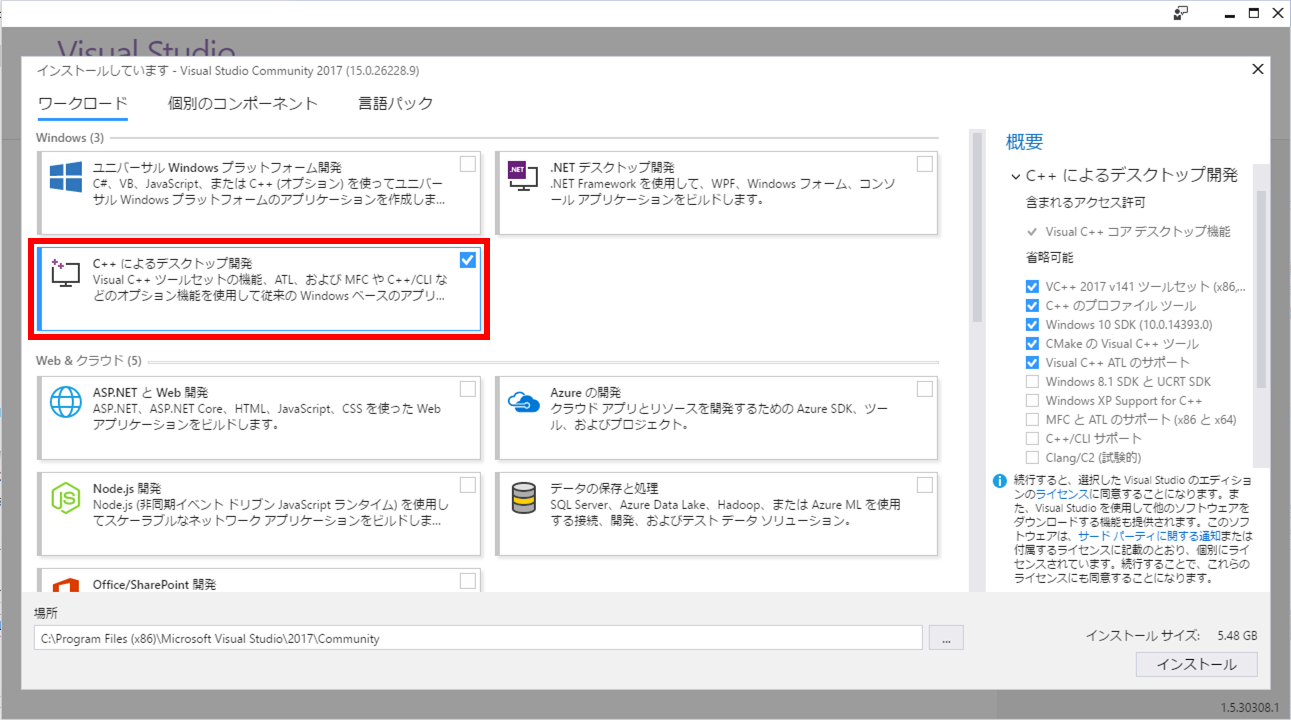 Visual Studio
インストールしています - Visual Studio Community 2017 (15.0.26228.9)
ワークロード 個別のコンポーネント 言語パック
Windows (3)
ユニバーサル Windows プラットフォーム開発
C#、VB、JavaScript、または C++ (オプション) を使ってユニバー
サル Windows プラットフォームのアプリケーションを作成しま...
.NET
.NET デスクトップ開発
.NET Framework を使用して、WPF、Windows フォーム、コンソ
ール アプリケーションをビルドします。
C++ によるデスクトップ開発
Visual C++ ツールセットの機能、ATL、および MFC や C++/CLI な
どのオプション機能を使用して従来の Windows ベースのアプリ...
Web & クラウド (5)
ASP.NET と Web 開発
ASP.NET、ASP.NET Core、HTML、JavaScript、CSS を使った Web
アプリケーションをビルドします。
Azure の開発
クラウド アプリとリソースを開発するための Azure SDK、ツー
ル、およびプロジェクト。
JS
Node.js 開発
Node.js (非同期イベント ドリブン JavaScript ランタイム) を使用し
てスケーラブルなネットワーク アプリケーションをビルドしま...
データの保存と処理
SQL Server、Azure Data Lake、Hadoop、または Azure ML を使用
する接続、開発、およびテスト データ ソリューション。
Office/SharePoint 開発
概要
C++ によるデスクトップ開発
含まれるアクセス許可
Visual C++ コア デスクトップ機能
省略可能
VC++ 2017 v141 ツールセット (x86,...
C++ のプロファイル ツール
Windows 10 SDK (10.0.14393.0)
CMake の Visual C++ ツール
Visual C++ ATL のサポート
Windows 8.1 SDK と UCRT SDK
Windows XP Support for C++
MFC と ATL のサポート (x86 と x64)
C++/CLI サポート
Clang/C2 (試験的)
続行すると、選択した Visual Studio のエディショ
ンのライセンスに同意することになります。ま
た、Visual Studio を使用して他のソフトウェアを
ダウンロードする機能も提供されます。このソフ
トウェアは、サード パーティに関する通知または
付属するライセンスに記載のとおり、個別にライ
センスされています。続行することで、これらの
ライセンスにも同意することになります。
場所
C:\Program Files (x86)\Microsoft Visual Studio\2017\Community
...
インストール サイズ: 5.48 GB
インストール
1.5.30308.1